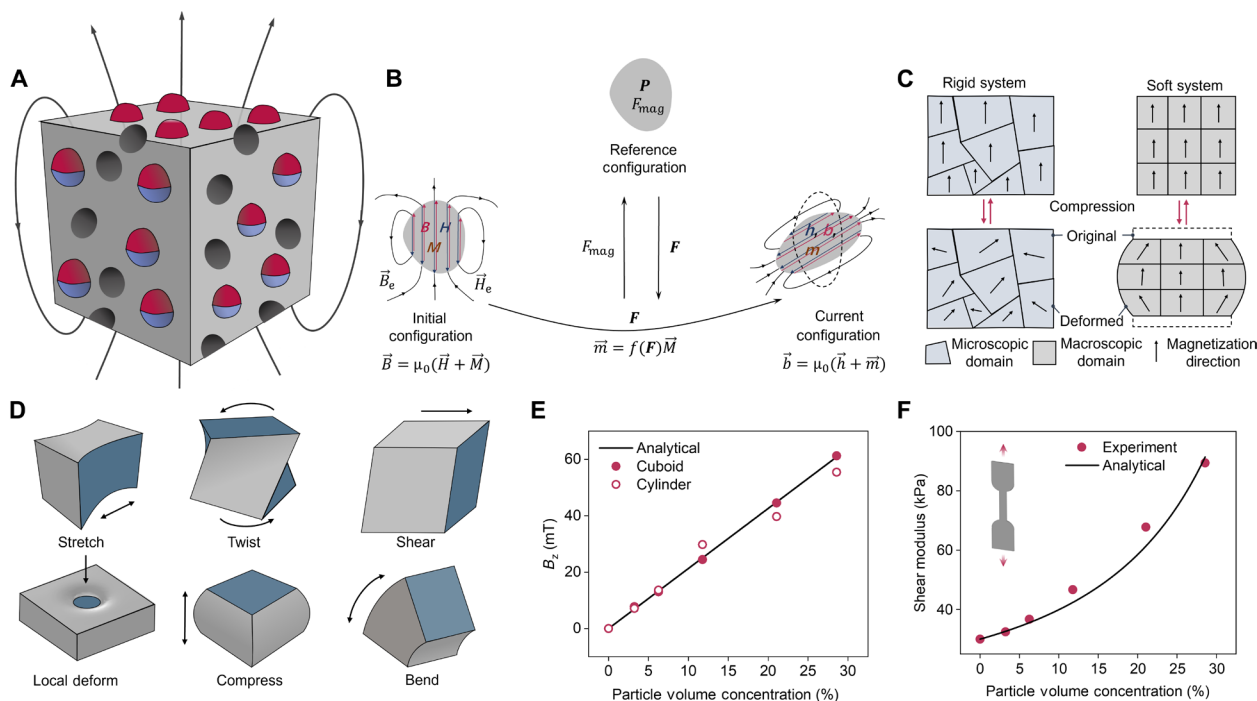 A
B
P
F_mag
Reference
configuration
F_mag
F
B H
M
B⃗_e
H⃗_e
Initial
configuration
B⃗ = μ₀(H⃗ + M⃗)
F
m⃗ = f(F)M⃗
h, b,
m
Current
configuration
b⃗ = μ₀(h⃗ + m⃗)
C
Rigid system
Soft system
Compression
Original
Deformed
Microscopic
domain
Macroscopic
domain
Magnetization
direction
D
Stretch
Twist
Shear
Local deform
Compress
Bend
E
Analytical
Cuboid
Cylinder
B_z (mT)
60
40
20
0
0 5 10 15 20 25 30
Particle volume concentration (%)
F
Experiment
Analytical
Shear modulus (kPa)
100
80
60
40
0 5 10 15 20 25 30
Particle volume concentration (%)